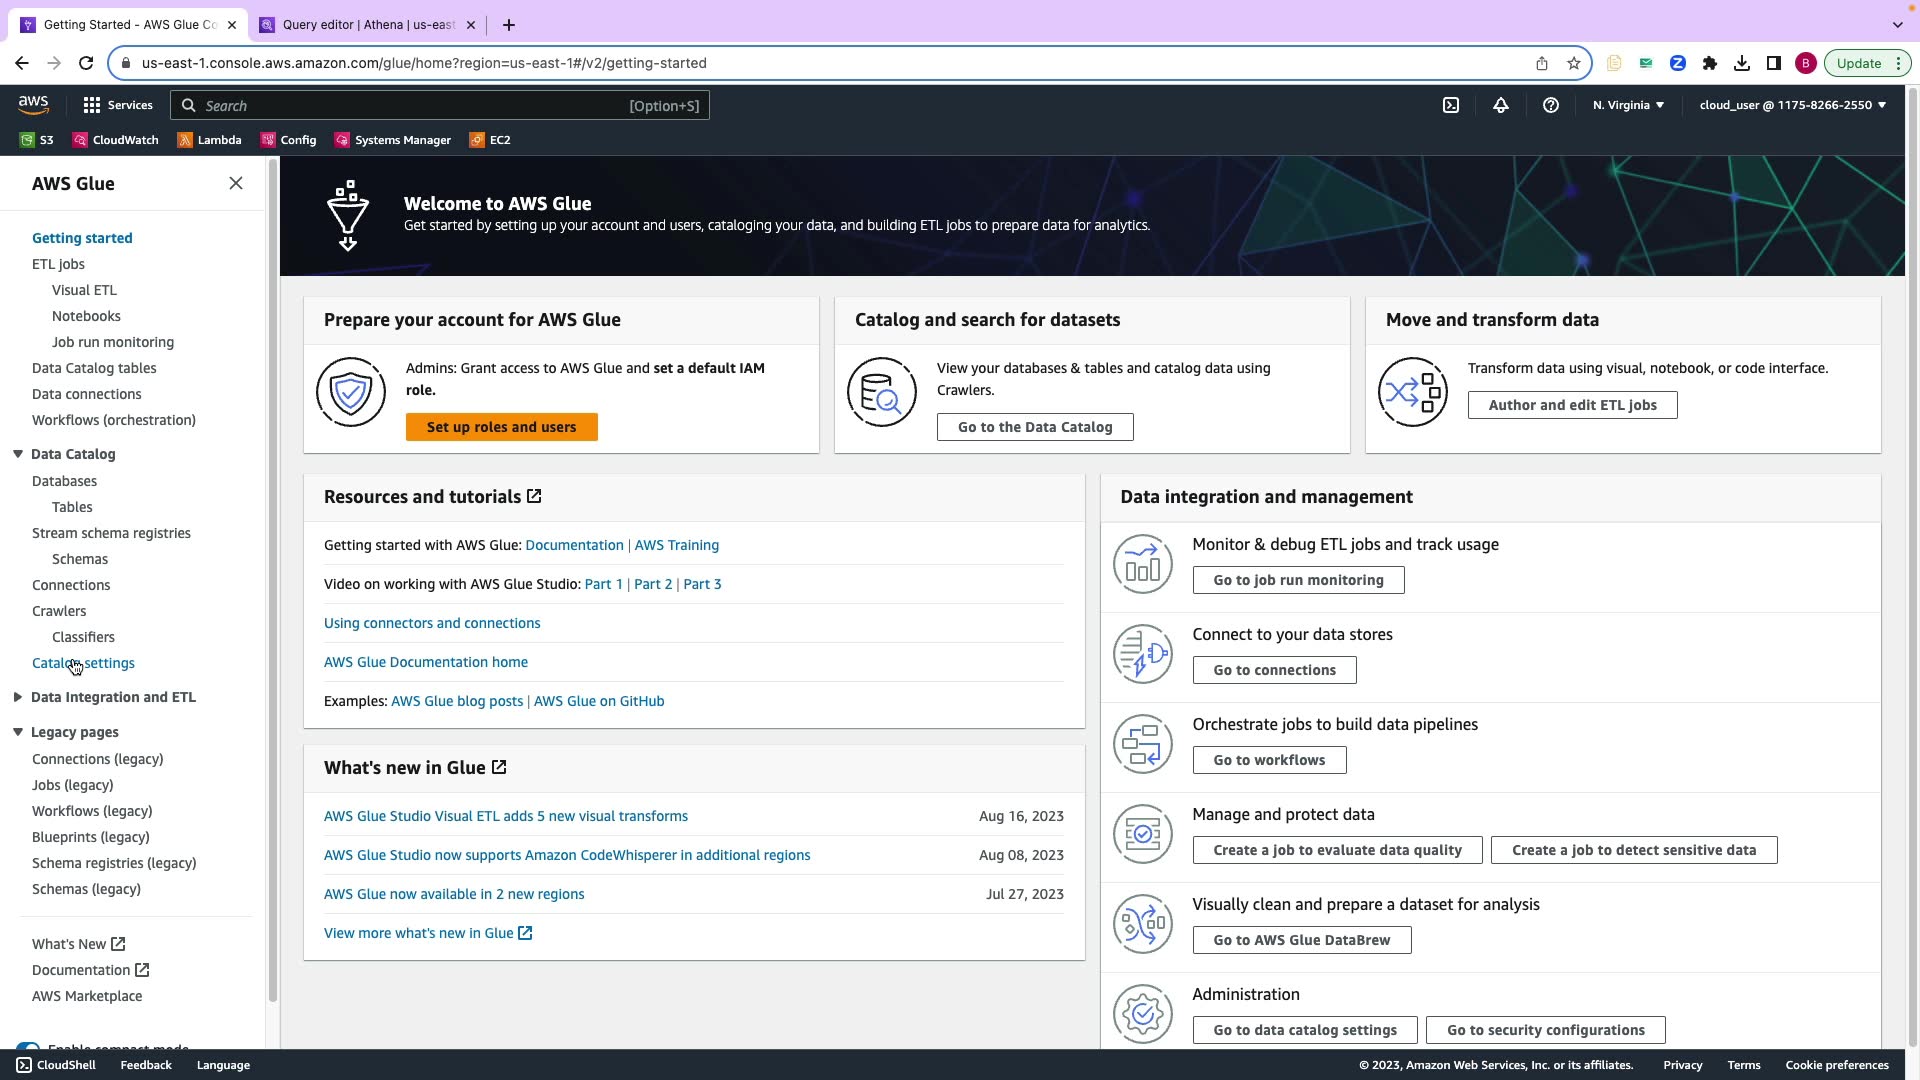 Getting Started - AWS Glue Co
Query editor | Athena | us-east
us-east-1.console.aws.amazon.com/glue/home?region=us-east-1#/v2/getting-started
B
Update
aws
Services
Search
[Option+S]
N. Virginia
cloud_user @ 1175-8266-2550
S3
CloudWatch
Lambda
Config
Systems Manager
EC2
AWS Glue
Getting started
ETL jobs
Visual ETL
Notebooks
Job run monitoring
Data Catalog tables
Data connections
Workflows (orchestration)
Data Catalog
Databases
Tables
Stream schema registries
Schemas
Connections
Crawlers
Classifiers
Catalog settings
Data Integration and ETL
Legacy pages
Connections (legacy)
Jobs (legacy)
Workflows (legacy)
Blueprints (legacy)
Schema registries (legacy)
Schemas (legacy)
What's New
Documentation
AWS Marketplace
Enable compact mode
Welcome to AWS Glue
Get started by setting up your account and users, cataloging your data, and building ETL jobs to prepare data for analytics.
Prepare your account for AWS Glue
Admins: Grant access to AWS Glue and set a default IAM
role.
Set up roles and users
Catalog and search for datasets
View your databases & tables and catalog data using
Crawlers.
Go to the Data Catalog
Move and transform data
Transform data using visual, notebook, or code interface.
Author and edit ETL jobs
Resources and tutorials
Getting started with AWS Glue: Documentation | AWS Training
Video on working with AWS Glue Studio: Part 1 | Part 2 | Part 3
Using connectors and connections
AWS Glue Documentation home
Examples: AWS Glue blog posts | AWS Glue on GitHub
What's new in Glue
AWS Glue Studio Visual ETL adds 5 new visual transforms Aug 16, 2023
AWS Glue Studio now supports Amazon CodeWhisperer in additional regions Aug 08, 2023
AWS Glue now available in 2 new regions Jul 27, 2023
View more what's new in Glue
Data integration and management
Monitor & debug ETL jobs and track usage
Go to job run monitoring
Connect to your data stores
Go to connections
Orchestrate jobs to build data pipelines
Go to workflows
Manage and protect data
Create a job to evaluate data quality
Create a job to detect sensitive data
Visually clean and prepare a dataset for analysis
Go to AWS Glue DataBrew
Administration
Go to data catalog settings
Go to security configurations
CloudShell
Feedback
Language
© 2023, Amazon Web Services, Inc. or its affiliates.
Privacy
Terms
Cookie preferences